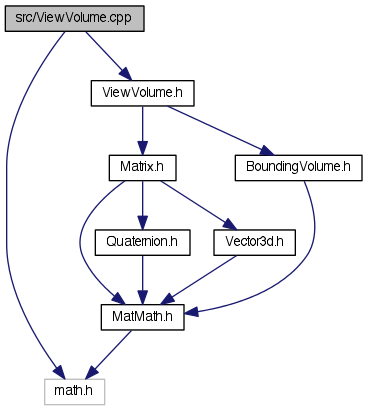 src/ViewVolume.cpp
ViewVolume.h
Matrix.h
BoundingVolume.h
Quaternion.h
Vector3d.h
MatMath.h
math.h